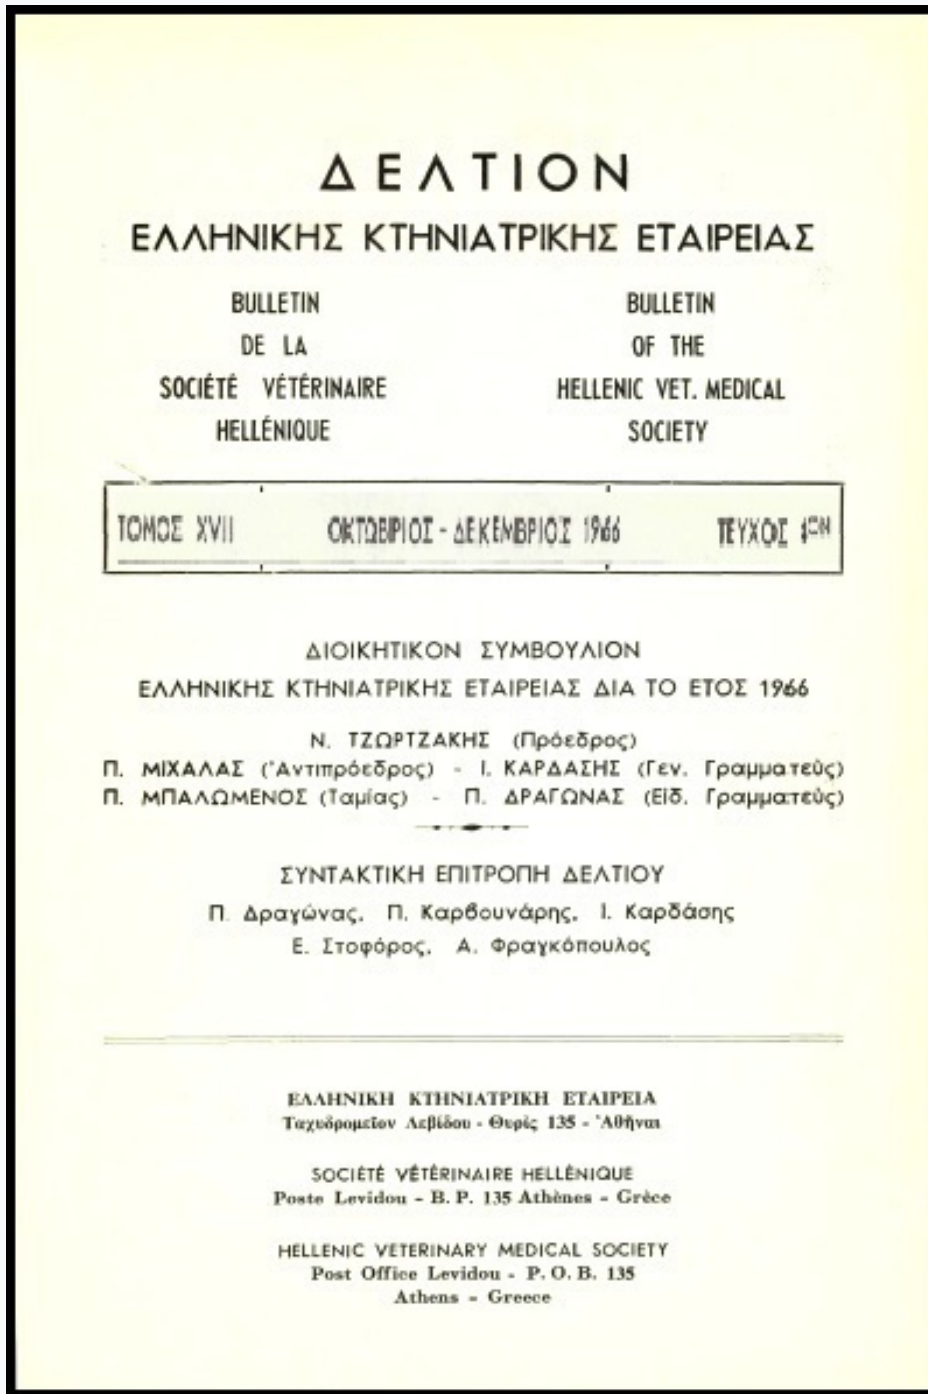 ΔΕΛΤΙΟΝ
ΕΛΛΗΝΙΚΗΣ ΚΤΗΝΙΑΤΡΙΚΗΣ ΕΤΑΙΡΕΙΑΣ
BULLETIN
DE LA
SOCIÉTÉ VÉTÉRINAIRE
HELLÉNIQUE
BULLETIN
OF THE
HELLENIC VET. MEDICAL
SOCIETY
ΤΟΜΟΣ XVII ΟΚΤΩΒΡΙΟΣ - ΔΕΚΕΜΒΡΙΟΣ 1966 ΤΕΥΧΟΣ 4ΟΝ
ΔΙΟΙΚΗΤΙΚΟΝ ΣΥΜΒΟΥΛΙΟΝ
ΕΛΛΗΝΙΚΗΣ ΚΤΗΝΙΑΤΡΙΚΗΣ ΕΤΑΙΡΕΙΑΣ ΔΙΑ ΤΟ ΕΤΟΣ 1966
Ν. ΤΖΩΡΤΖΑΚΗΣ (Πρόεδρος)
Π. ΜΙΧΑΛΑΣ (Ἀντιπρόεδρος) - Ι. ΚΑΡΔΑΣΗΣ (Γεν. Γραμματεὺς)
Π. ΜΠΑΛΩΜΕΝΟΣ (Ταμίας) - Π. ΔΡΑΓΩΝΑΣ (Εἰδ. Γραμματεὺς)
ΣΥΝΤΑΚΤΙΚΗ ΕΠΙΤΡΟΠΗ ΔΕΛΤΙΟΥ
Π. Δραγώνας, Π. Καρβουνάρης, Ι. Καρδάσης
Ε. Στοφόρος, Α. Φραγκόπουλος
ΕΛΛΗΝΙΚΗ ΚΤΗΝΙΑΤΡΙΚΗ ΕΤΑΙΡΕΙΑ
Ταχυδρομεῖον Λεβίδου - Θυρὶς 135 - Ἀθῆναι
SOCIÉTÉ VÉTÉRINAIRE HELLÉNIQUE
Poste Levidou - B. P. 135 Athènes - Grèce
HELLENIC VETERINARY MEDICAL SOCIETY
Post Office Levidou - P. O. B. 135
Athens - Greece